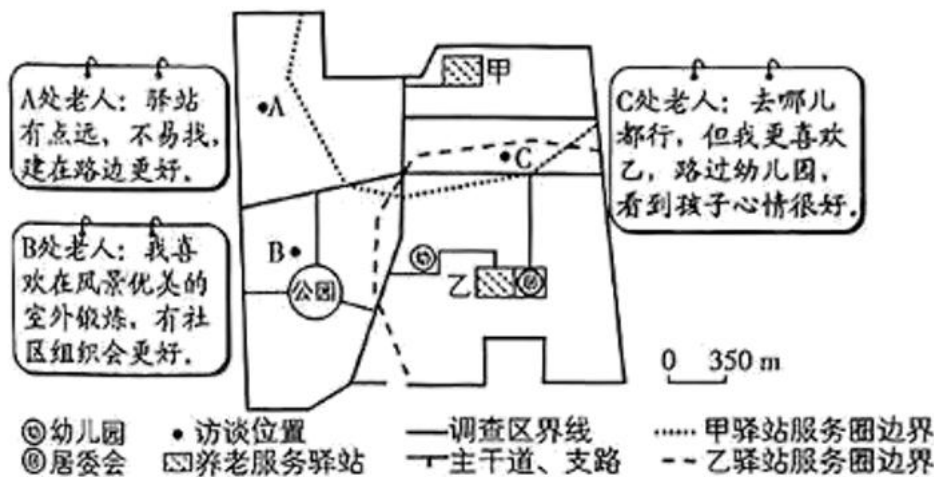 A处老人：驿站
有点远，不易找，
建在路边更好。
B处老人：我喜
欢在风景优美的
室外锻炼，有社
区组织会更好。
A
B
公园
甲
C
乙
C处老人：去哪儿
都行，但我更喜欢
乙，路过幼儿园，
看到孩子心情很好。
0 350 m
幼儿园 访谈位置 调查区界线 甲驿站服务圈边界
居委会 养老服务驿站 主干道、支路 乙驿站服务圈边界